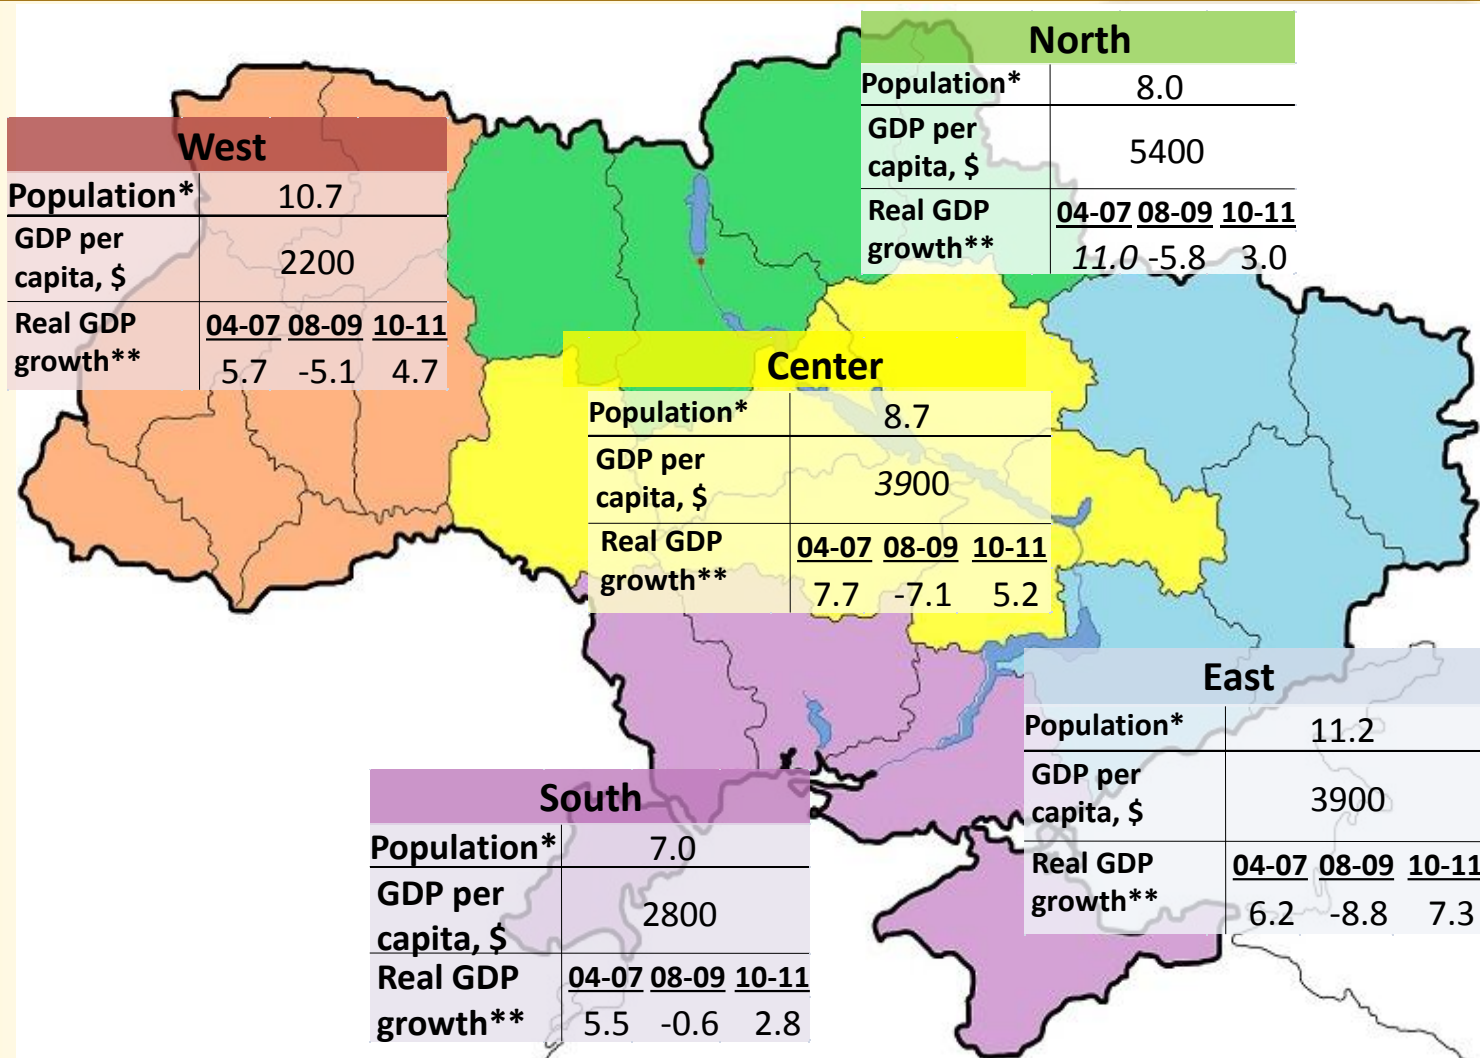 North
Population* 8.0
GDP per
capita, $ 5400
Real GDP 04-07 08-09 10-11
growth** 11.0 -5.8 3.0
West
Population* 10.7
GDP per
capita, $ 2200
Real GDP 04-07 08-09 10-11
growth** 5.7 -5.1 4.7
Center
Population* 8.7
GDP per
capita, $ 3900
Real GDP 04-07 08-09 10-11
growth** 7.7 -7.1 5.2
East
Population* 11.2
GDP per
capita, $ 3900
Real GDP 04-07 08-09 10-11
growth** 6.2 -8.8 7.3
South
Population* 7.0
GDP per
capita, $ 2800
Real GDP 04-07 08-09 10-11
growth** 5.5 -0.6 2.8